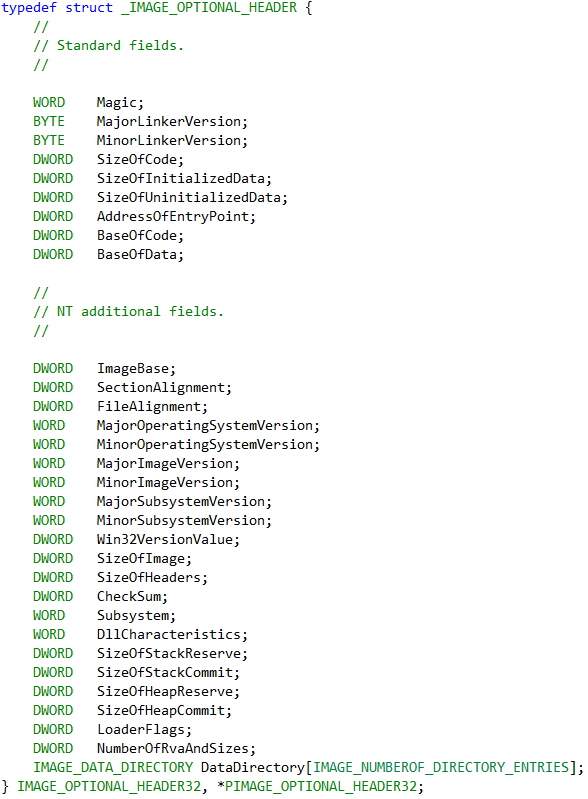 typedef struct _IMAGE_OPTIONAL_HEADER {
//
// Standard fields.
//
WORD Magic;
BYTE MajorLinkerVersion;
BYTE MinorLinkerVersion;
DWORD SizeOfCode;
DWORD SizeOfInitializedData;
DWORD SizeOfUninitializedData;
DWORD AddressOfEntryPoint;
DWORD BaseOfCode;
DWORD BaseOfData;
//
// NT additional fields.
//
DWORD ImageBase;
DWORD SectionAlignment;
DWORD FileAlignment;
WORD MajorOperatingSystemVersion;
WORD MinorOperatingSystemVersion;
WORD MajorImageVersion;
WORD MinorImageVersion;
WORD MajorSubsystemVersion;
WORD MinorSubsystemVersion;
DWORD Win32VersionValue;
DWORD SizeOfImage;
DWORD SizeOfHeaders;
DWORD CheckSum;
WORD Subsystem;
WORD DllCharacteristics;
DWORD SizeOfStackReserve;
DWORD SizeOfStackCommit;
DWORD SizeOfHeapReserve;
DWORD SizeOfHeapCommit;
DWORD LoaderFlags;
DWORD NumberOfRvaAndSizes;
IMAGE_DATA_DIRECTORY DataDirectory[IMAGE_NUMBEROF_DIRECTORY_ENTRIES];
} IMAGE_OPTIONAL_HEADER32, *PIMAGE_OPTIONAL_HEADER32;